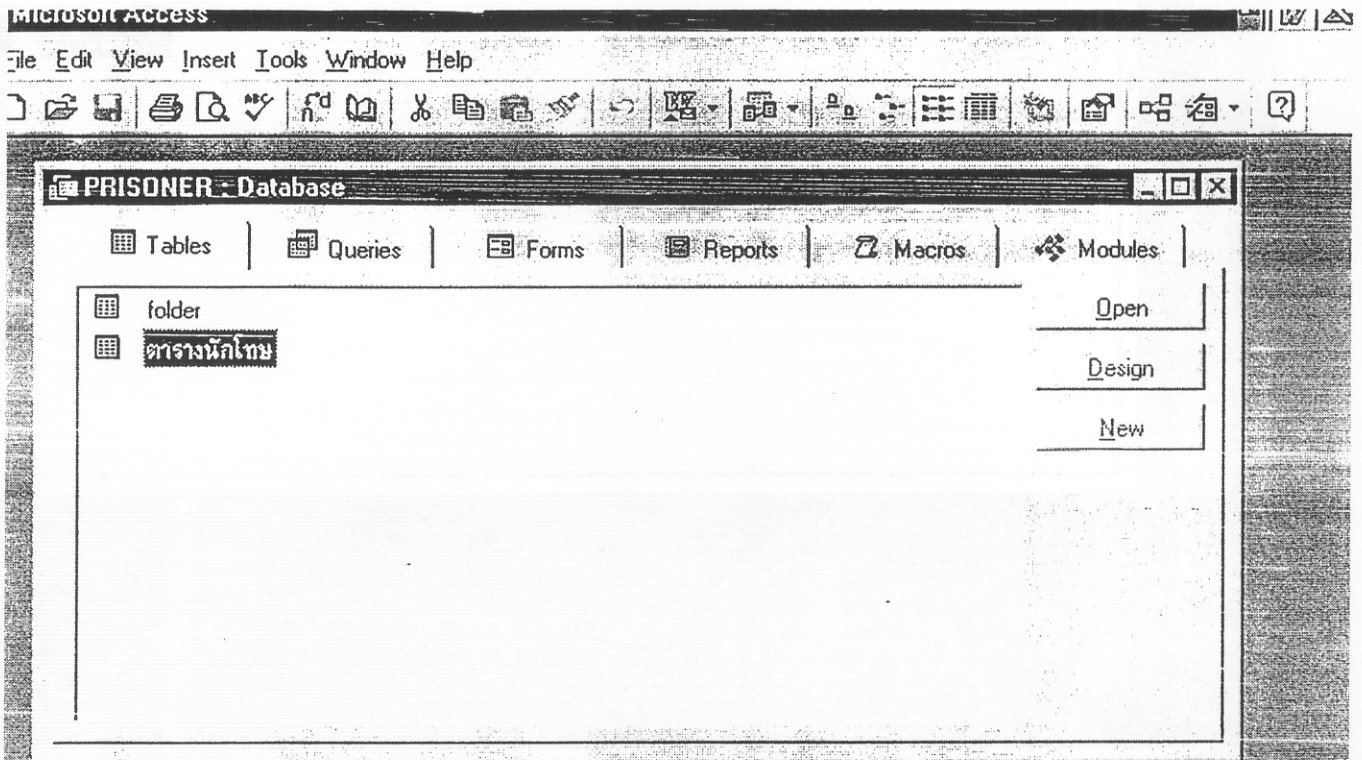 Microsoft Access
File Edit View Insert Tools Window Help
PRISONER - Database
Tables Queries Forms Reports Macros Modules
folder
ตารางนักโทษ
Open
Design
New